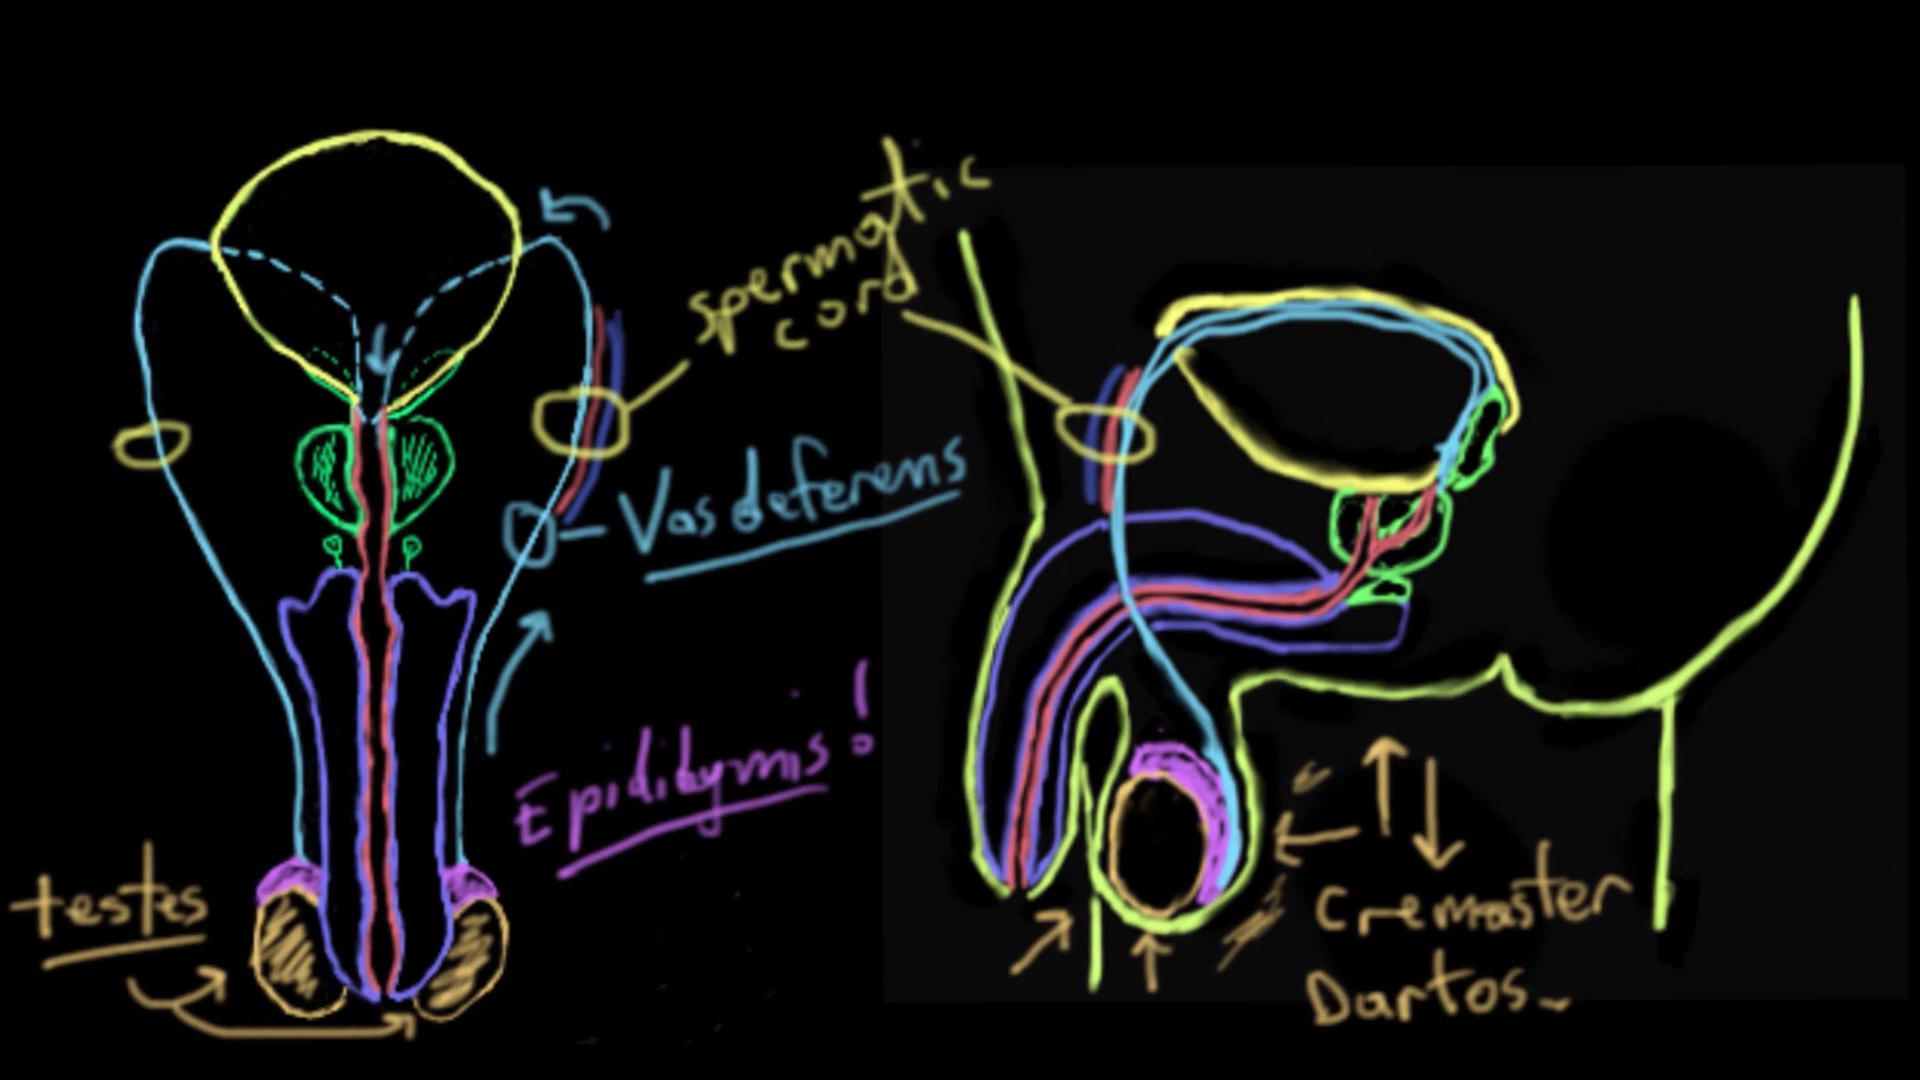 spermatic
cord
Vas deferens
Epididymis!
testes
Cremaster
Dartos